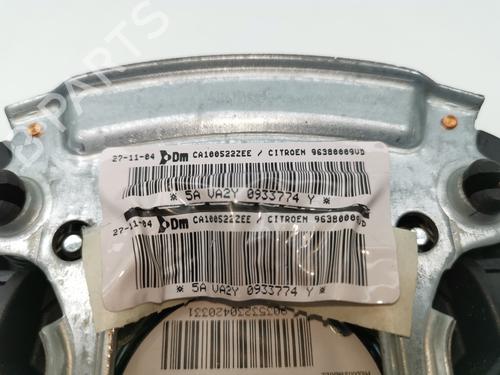 27-11-04 Dm CA100522ZEE / CITROEN 96380009VD
※ 5A VA2Y 0933774 Y ※
27-11-04 Dm CA100522ZEE / CITROEN 96380009VD
※ 5A VA2Y 0933774 Y ※
PARTS